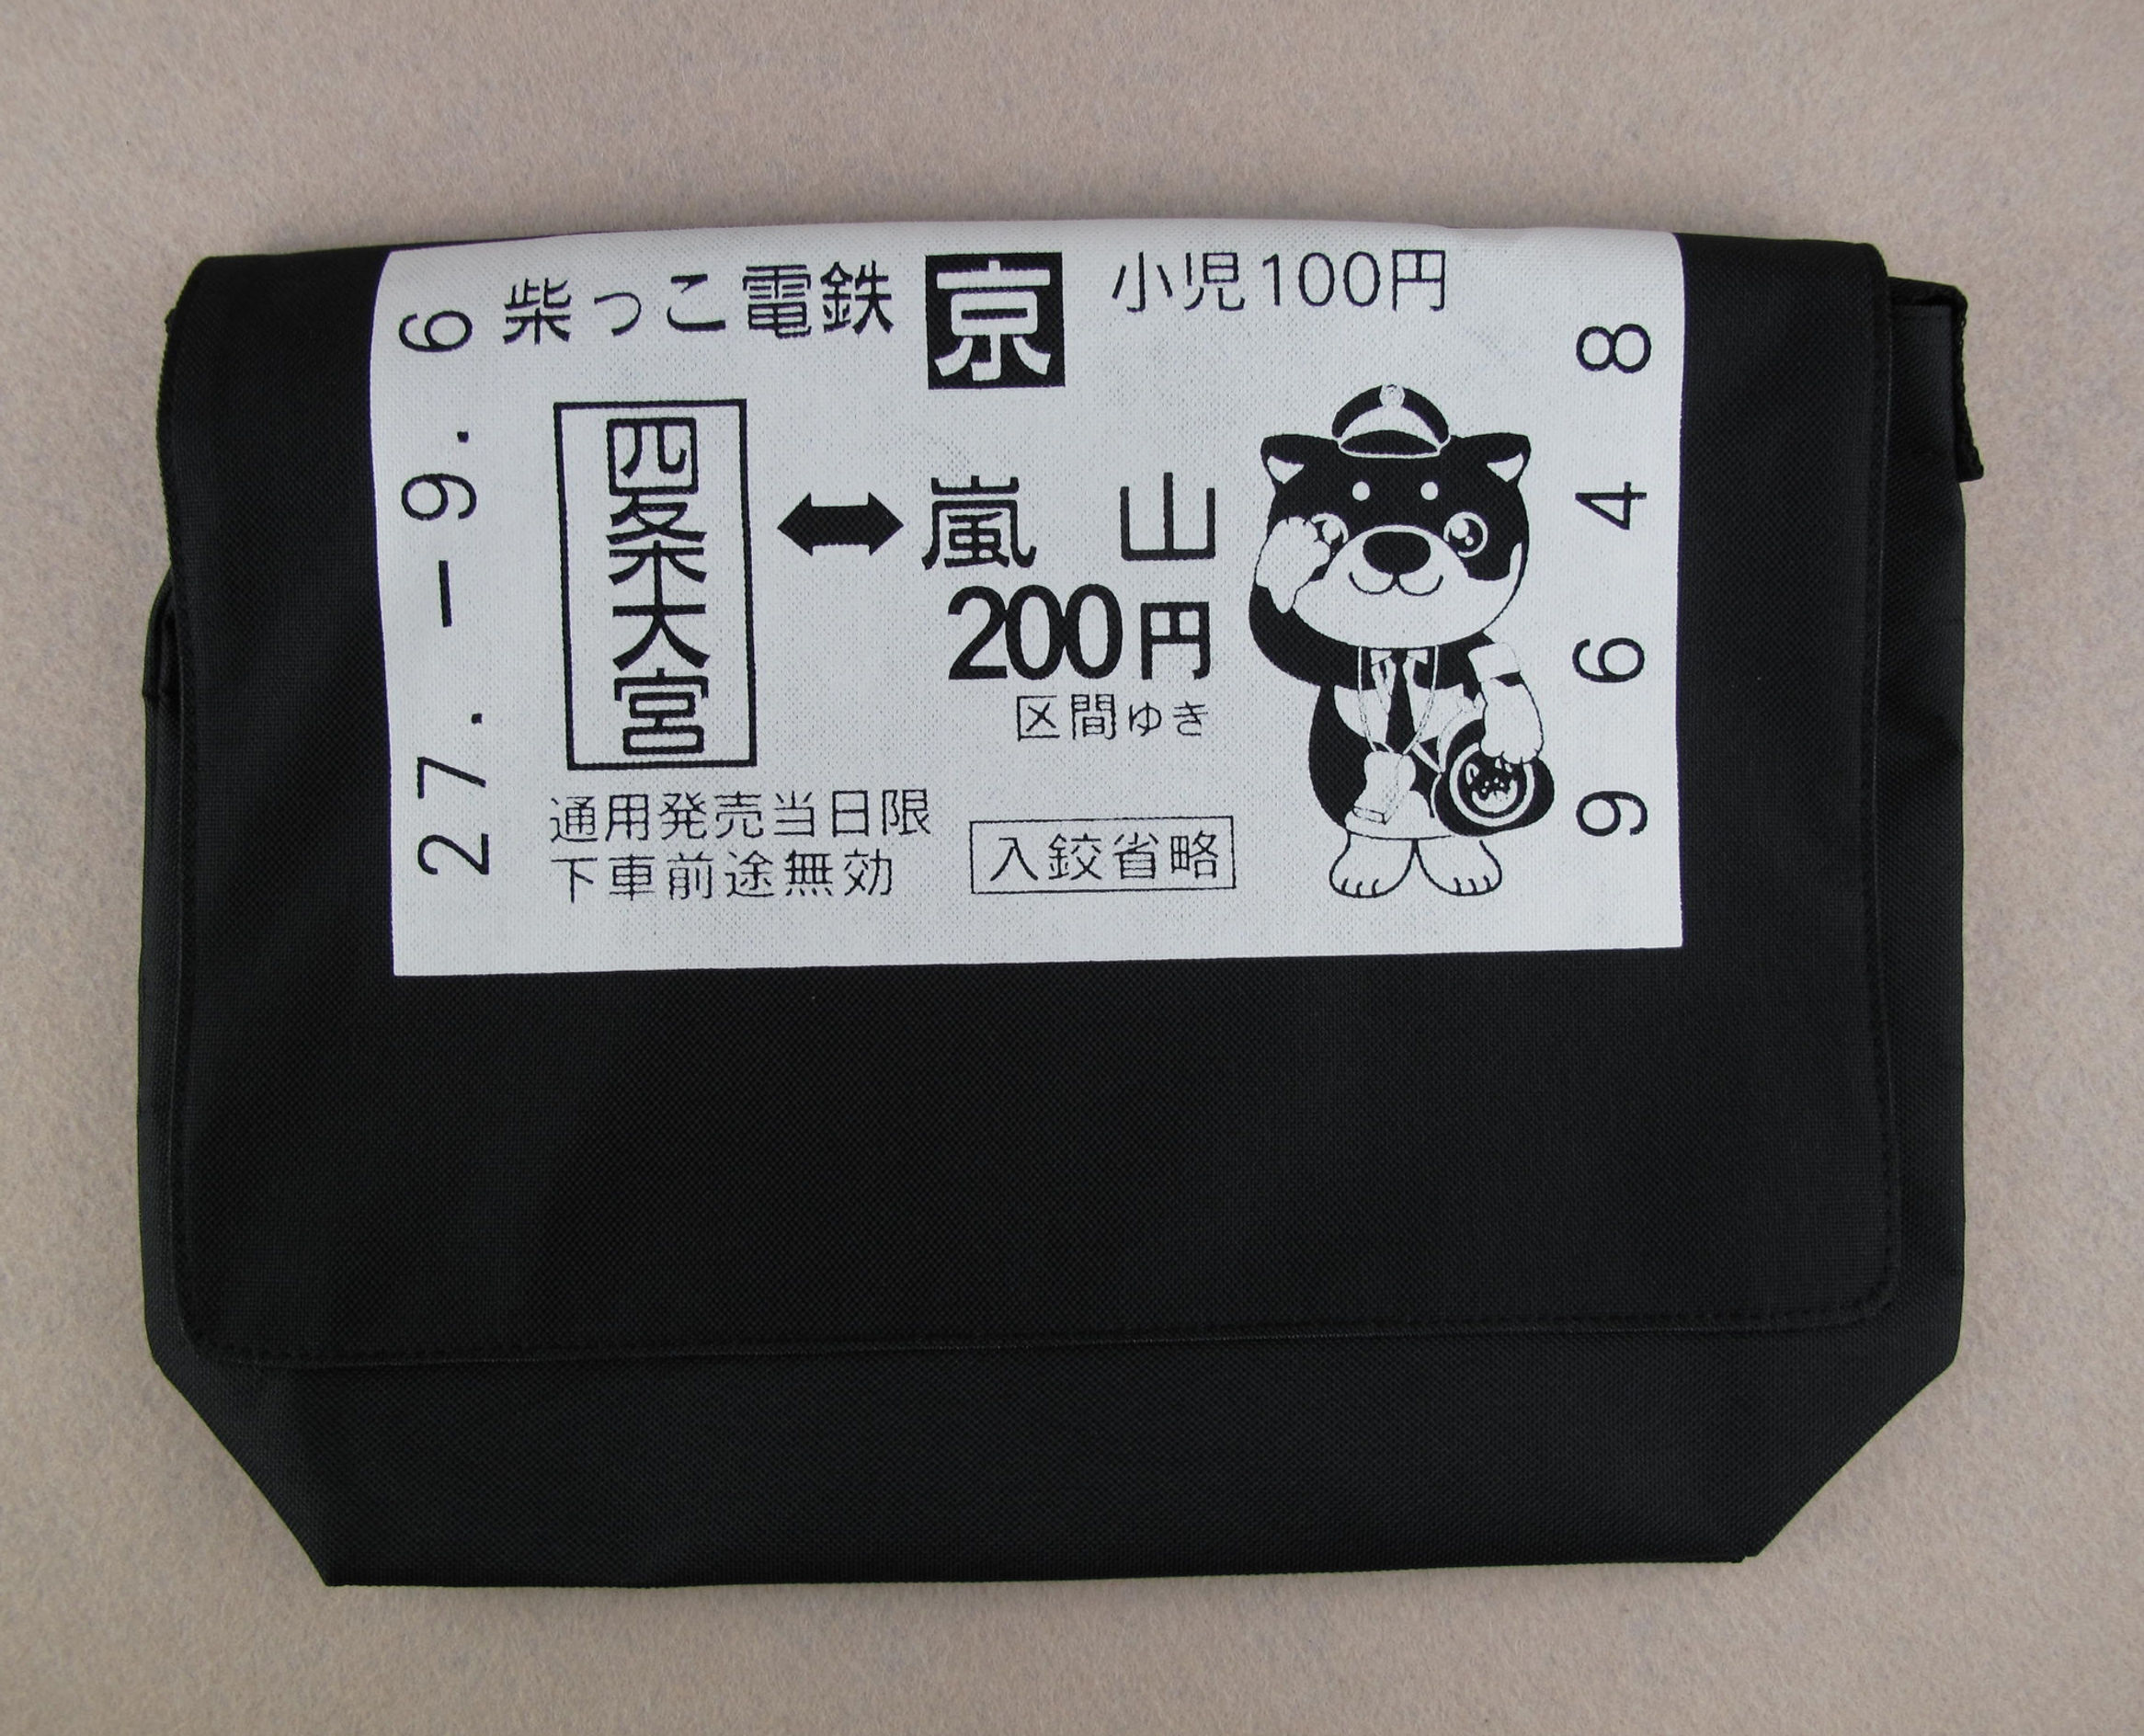 27.-9.6
柴っこ電鉄 京 小児100円
四条大宮 ↔ 嵐山
200円
区間ゆき
通用発売当日限
下車前途無効
入鋏省略
9648